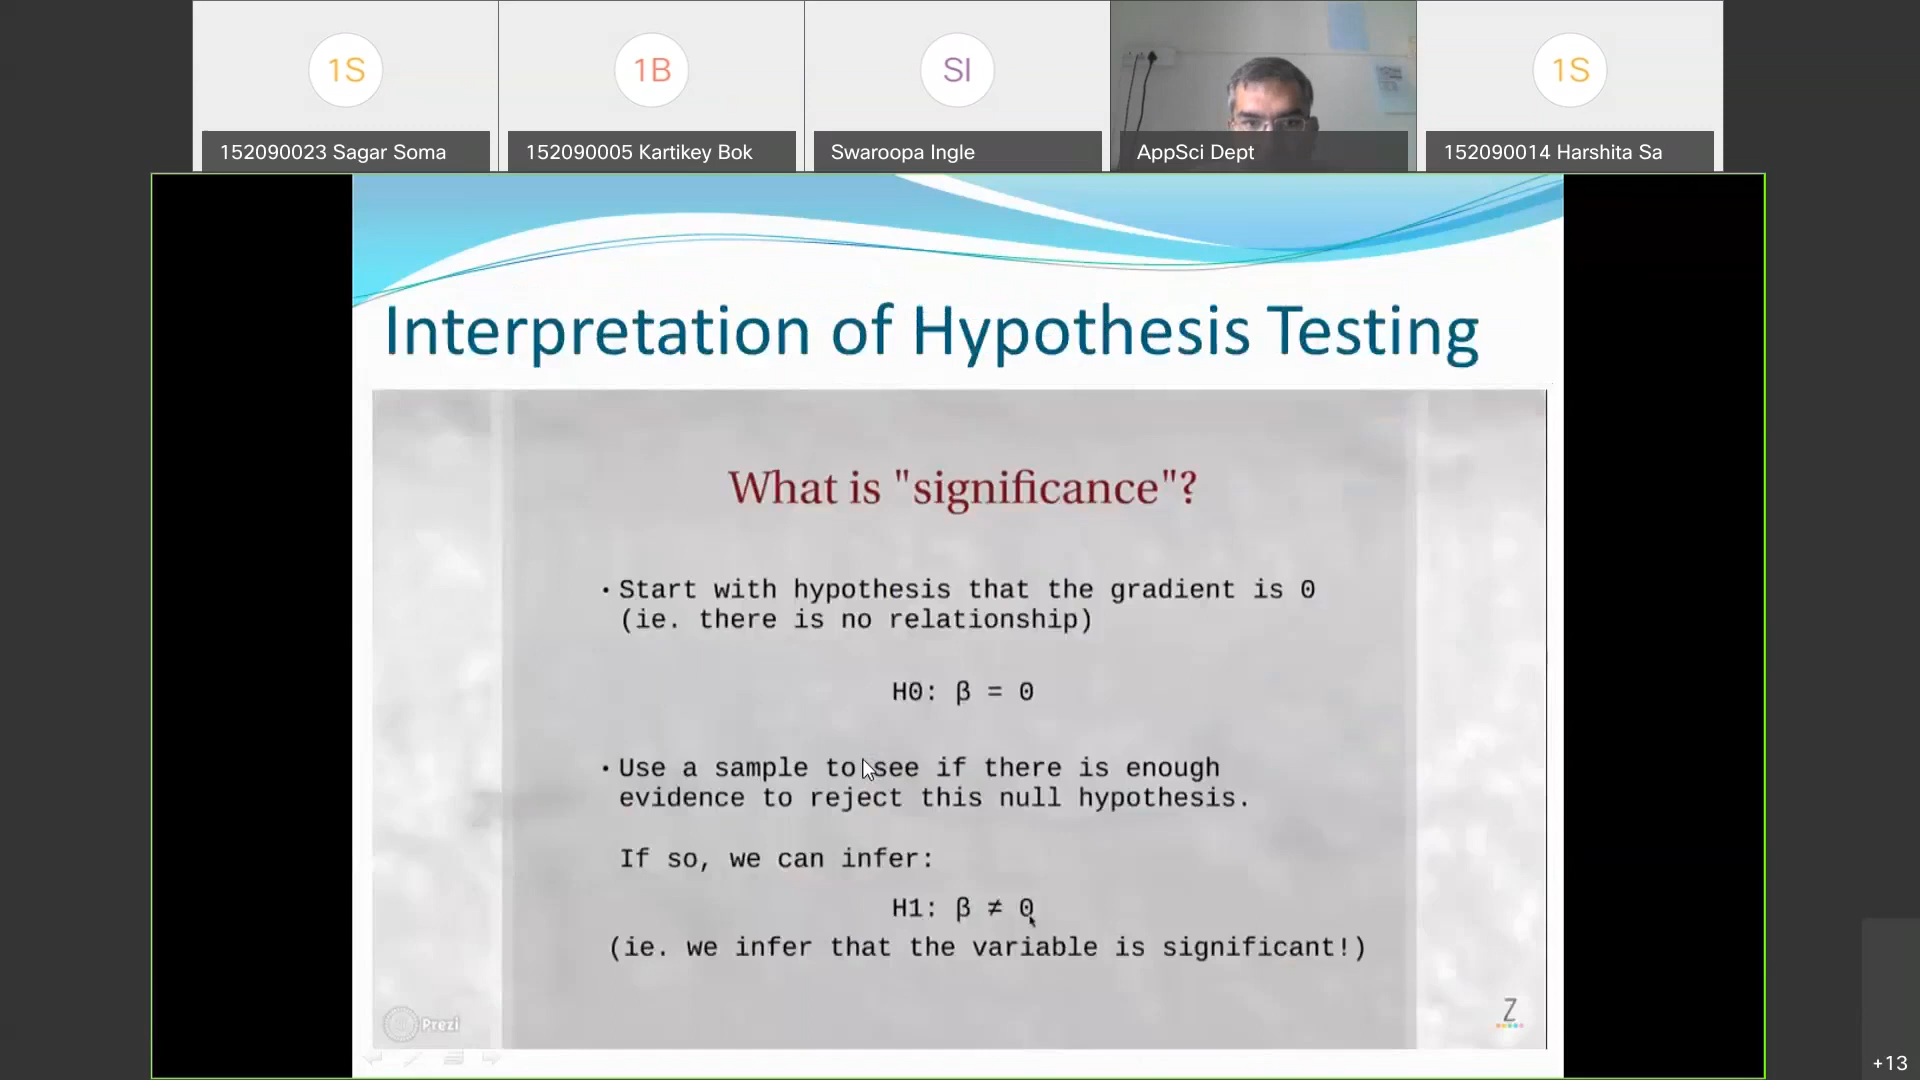 1S
1B
SI
1S
152090023 Sagar Soma
152090005 Kartikey Bok
Swaroopa Ingle
AppSci Dept
152090014 Harshita Sa
Interpretation of Hypothesis Testing
What is "significance"?
• Start with hypothesis that the gradient is 0
(ie. there is no relationship)
H0: β = 0
• Use a sample to see if there is enough
evidence to reject this null hypothesis.
If so, we can infer:
H1: β ≠ 0
(ie. we infer that the variable is significant!)
Prezi
Z
+13